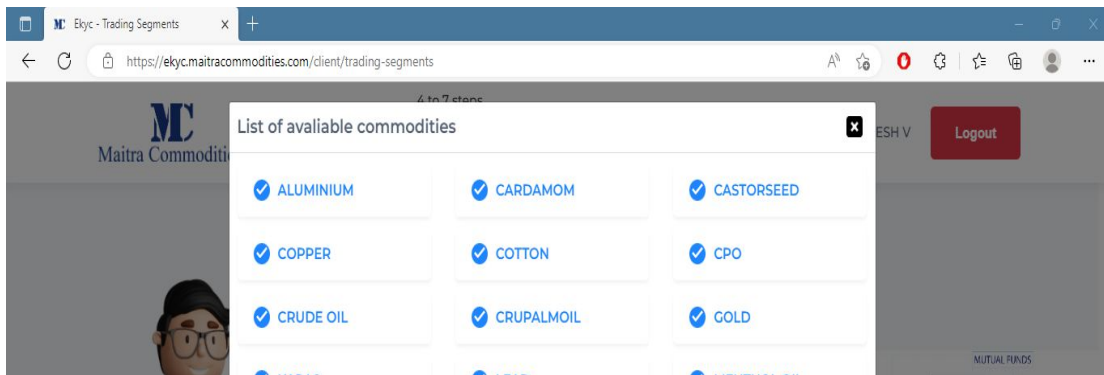 Ekyc - Trading Segments
https://ekyc.maitracommodities.com/client/trading-segments
4 to 7 steps
MC
Maitra Commoditi
ESH V
Logout
List of avaliable commodities
ALUMINIUM
CARDAMOM
CASTORSEED
COPPER
COTTON
CPO
CRUDE OIL
CRUPALMOIL
GOLD
MUTUAL FUNDS